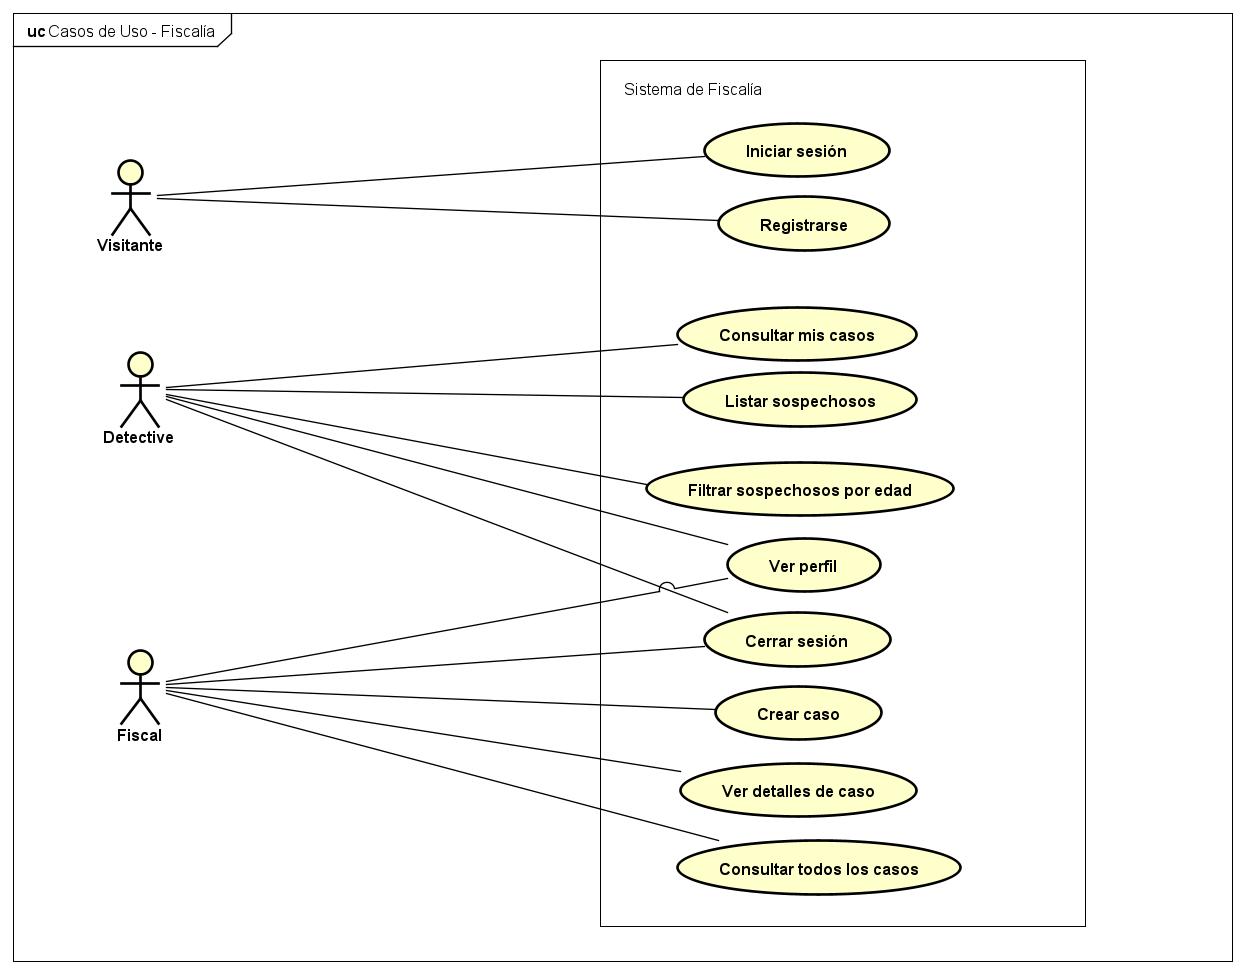 uc Casos de Uso - Fiscalía
Sistema de Fiscalía
Iniciar sesión
Registrarse
Visitante
Consultar mis casos
Listar sospechosos
Detective
Filtrar sospechosos por edad
Ver perfil
Cerrar sesión
Crear caso
Fiscal
Ver detalles de caso
Consultar todos los casos